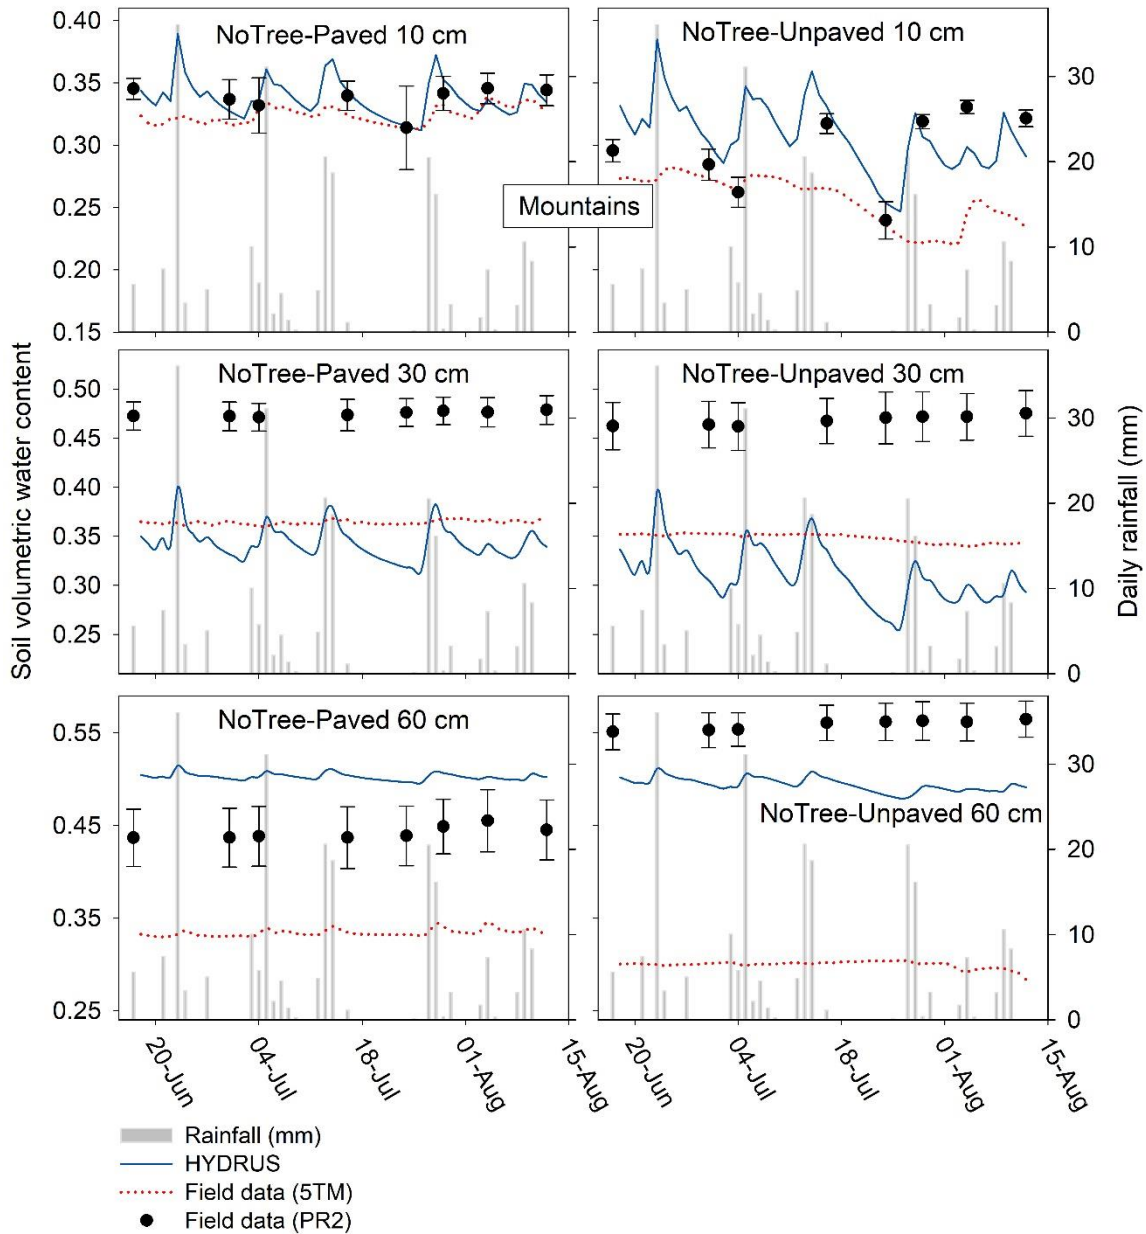 NoTree-Paved 10 cm
NoTree-Unpaved 10 cm
0.40
0.35
0.30
0.25
0.20
0.15
30
20
10
0
Mountains
NoTree-Paved 30 cm
NoTree-Unpaved 30 cm
0.50
0.45
0.40
0.35
0.30
0.25
30
20
10
0
Soil volumetric water content
Daily rainfall (mm)
NoTree-Paved 60 cm
NoTree-Unpaved 60 cm
0.55
0.45
0.35
0.25
30
20
10
0
20-Jun
04-Jul
18-Jul
01-Aug
15-Aug
20-Jun
04-Jul
18-Jul
01-Aug
15-Aug
Rainfall (mm)
HYDRUS
Field data (5TM)
Field data (PR2)